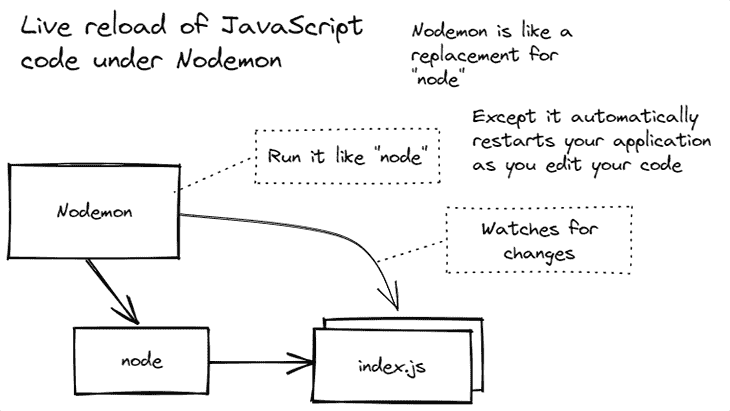 Live reload of JavaScript
code under Nodemon
Nodemon is like a
replacement for
"node"
Except it automatically
restarts your application
as you edit your code
Run it like "node"
Nodemon
Watches for
changes
node
index.js